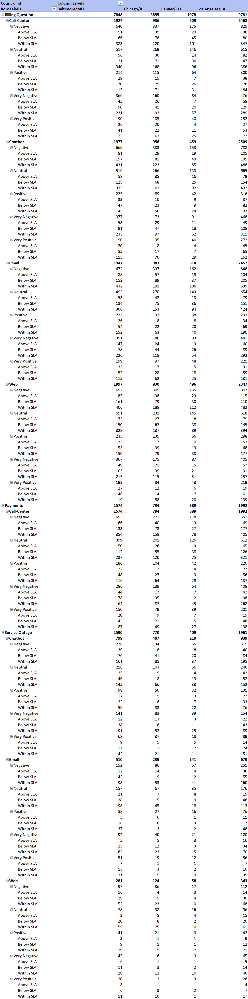 Count of id Column Labels
Row Labels Baltimore/MD Chicago/IL Denver/CO Los Angeles/CA
Billing Question 7848 3855 1978 9781
Call-Center 1927 986 509 2468
Negative 640 337 175 825
Above SLA 91 39 29 98
Below SLA 166 78 45 180
Within SLA 383 220 101 547
Neutral 517 269 146 615
Above SLA 56 30 14 82
Below SLA 121 71 36 147
Within SLA 340 168 96 386
Positive 214 115 64 300
Above SLA 29 15 7 38
Below SLA 70 29 26 78
Within SLA 115 71 31 184
Very Negative 366 160 84 476
Above SLA 45 26 7 58
Below SLA 90 41 20 129
Within SLA 231 93 57 289
Very Positive 190 105 40 252
Above SLA 26 20 4 27
Below SLA 41 22 11 53
Within SLA 123 63 25 172
Chatbot 1977 956 459 2509
Negative 669 333 153 788
Above SLA 81 29 19 105
Below SLA 157 81 49 195
Within SLA 431 223 85 488
Neutral 516 266 133 665
Above SLA 58 35 16 79
Below SLA 125 68 25 154
Within SLA 333 163 92 432
Positive 225 89 42 316
Above SLA 33 10 9 37
Below SLA 47 23 9 82
Within SLA 145 56 24 197
Very Negative 377 173 91 468
Above SLA 53 29 11 49
Below SLA 91 47 18 108
Within SLA 233 97 62 311
Very Positive 190 95 40 272
Above SLA 20 8 4 45
Below SLA 55 17 7 65
Within SLA 115 70 29 162
Email 1947 983 514 2457
Negative 672 337 162 848
Above SLA 88 57 19 104
Below SLA 152 89 37 205
Within SLA 432 191 106 539
Neutral 493 270 143 654
Above SLA 53 42 13 79
Below SLA 134 75 36 151
Within SLA 306 153 94 424
Positive 232 93 68 293
Above SLA 26 8 8 34
Below SLA 54 22 20 69
Within SLA 152 63 40 190
Very Negative 351 186 93 441
Above SLA 47 24 13 60
Below SLA 78 44 26 89
Within SLA 226 118 54 292
Very Positive 199 97 48 221
Above SLA 32 7 5 31
Below SLA 52 28 18 59
Within SLA 115 62 25 131
Web 1997 930 496 2347
Negative 652 305 165 807
Above SLA 85 38 23 115
Below SLA 161 79 30 210
Within SLA 406 188 112 482
Neutral 551 231 145 618
Above SLA 73 27 18 79
Below SLA 150 67 38 145
Within SLA 328 137 89 394
Positive 235 135 56 298
Above SLA 32 17 10 53
Below SLA 53 39 13 68
Within SLA 150 79 33 177
Very Negative 367 175 87 405
Above SLA 49 21 15 57
Below SLA 103 39 21 91
Within SLA 215 115 51 257
Very Positive 192 84 43 219
Above SLA 27 12 6 19
Below SLA 46 14 17 61
Within SLA 119 58 20 139
Payments 1574 794 389 1992
Call-Center 1574 794 389 1992
Negative 553 271 118 651
Above SLA 66 40 13 69
Below SLA 133 73 27 177
Within SLA 354 158 78 405
Neutral 399 201 126 512
Above SLA 50 26 13 65
Below SLA 112 55 38 126
Within SLA 237 120 75 321
Positive 186 104 42 220
Above SLA 22 13 4 27
Below SLA 48 27 9 56
Within SLA 116 64 29 137
Very Negative 286 139 64 408
Above SLA 44 17 7 42
Below SLA 78 35 12 98
Within SLA 164 87 45 268
Very Positive 150 79 39 201
Above SLA 20 9 7 15
Below SLA 43 21 5 48
Within SLA 87 49 27 138
Service Outage 1590 770 409 1961
Chatbot 799 407 210 939
Negative 276 134 65 319
Above SLA 39 8 8 40
Below SLA 76 41 20 84
Within SLA 161 85 37 195
Neutral 216 103 56 246
Above SLA 25 19 4 42
Below SLA 46 18 19 52
Within SLA 145 66 33 152
Positive 98 50 32 131
Above SLA 17 9 3 22
Below SLA 22 8 7 33
Within SLA 59 33 22 76
Very Negative 141 83 39 154
Above SLA 12 13 3 22
Below SLA 38 18 11 43
Within SLA 91 52 25 89
Very Positive 68 37 18 89
Above SLA 9 5 5 14
Below SLA 17 11 2 24
Within SLA 42 21 11 51
Email 510 239 141 679
Negative 152 86 57 251
Above SLA 12 14 4 36
Below SLA 42 19 12 55
Within SLA 98 53 41 160
Neutral 157 67 35 176
Above SLA 21 7 8 15
Below SLA 38 15 9 48
Within SLA 98 45 18 113
Positive 58 27 16 76
Above SLA 5 6 1 11
Below SLA 16 8 3 17
Within SLA 37 13 12 48
Very Negative 92 40 21 120
Above SLA 5 5 3 16
Below SLA 25 12 3 34
Within SLA 62 23 15 70
Very Positive 51 19 12 56
Above SLA 7 1 1 7
Below SLA 13 3 2 10
Within SLA 31 15 9 39
Web 281 124 58 343
Negative 97 36 17 112
Above SLA 16 4 3 14
Below SLA 29 9 4 30
Within SLA 52 23 10 68
Neutral 78 38 16 96
Above SLA 3 5 4 15
Below SLA 20 8 2 20
Within SLA 55 25 10 61
Positive 41 21 9 42
Above SLA 3 1 1 9
Below SLA 9 1 1 12
Within SLA 29 19 7 21
Very Negative 45 16 13 65
Above SLA 6 1 1 5
Below SLA 11 3 2 14
Within SLA 28 12 10 46
Very Positive 20 13 3 28
Above SLA 3 4
Below SLA 6 3 2 7
Within SLA 11 10 1 17